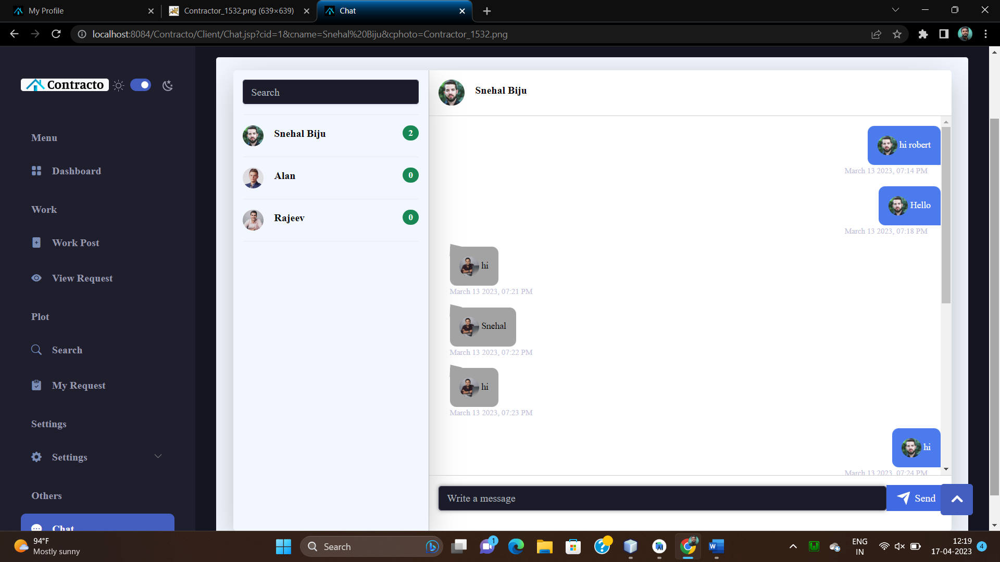 My Profile
Contractor_1532.png (639×639)
Chat
localhost:8084/Contracto/Client/Chat.jsp?cid=1&cname=Snehal%20Biju&cphoto=Contractor_1532.png
Contracto
Menu
Dashboard
Work
Work Post
View Request
Plot
Search
My Request
Settings
Settings
Others
Chat
Search
Snehal Biju 2
Alan 0
Rajeev 0
Snehal Biju
hi robert
March 13 2023, 07:14 PM
Hello
March 13 2023, 07:18 PM
hi
March 13 2023, 07:21 PM
Snehal
March 13 2023, 07:22 PM
hi
March 13 2023, 07:23 PM
hi
March 13 2023, 07:24 PM
Write a message
Send
94°F
Mostly sunny
Search
1
ENG
IN
12:19
17-04-2023
4